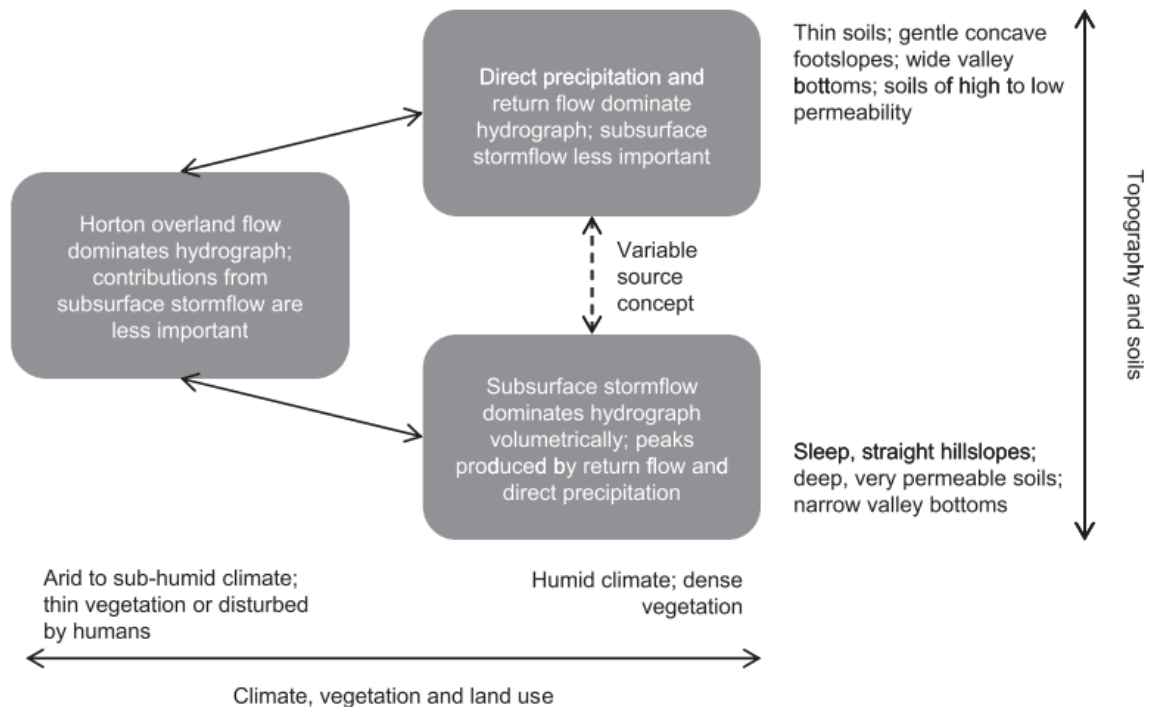 Direct precipitation and
return flow dominate
hydrograph; subsurface
stormflow less important
Thin soils; gentle concave
footslopes; wide valley
bottoms; soils of high to low
permeability
Horton overland flow
dominates hydrograph;
contributions from
subsurface stormflow are
less important
Variable
source
concept
Topography and soils
Subsurface stormflow
dominates hydrograph
volumetrically; peaks
produced by return flow and
direct precipitation
Sleep, straight hillslopes;
deep, very permeable soils;
narrow valley bottoms
Arid to sub-humid climate;
thin vegetation or disturbed
by humans
Humid climate; dense
vegetation
Climate, vegetation and land use